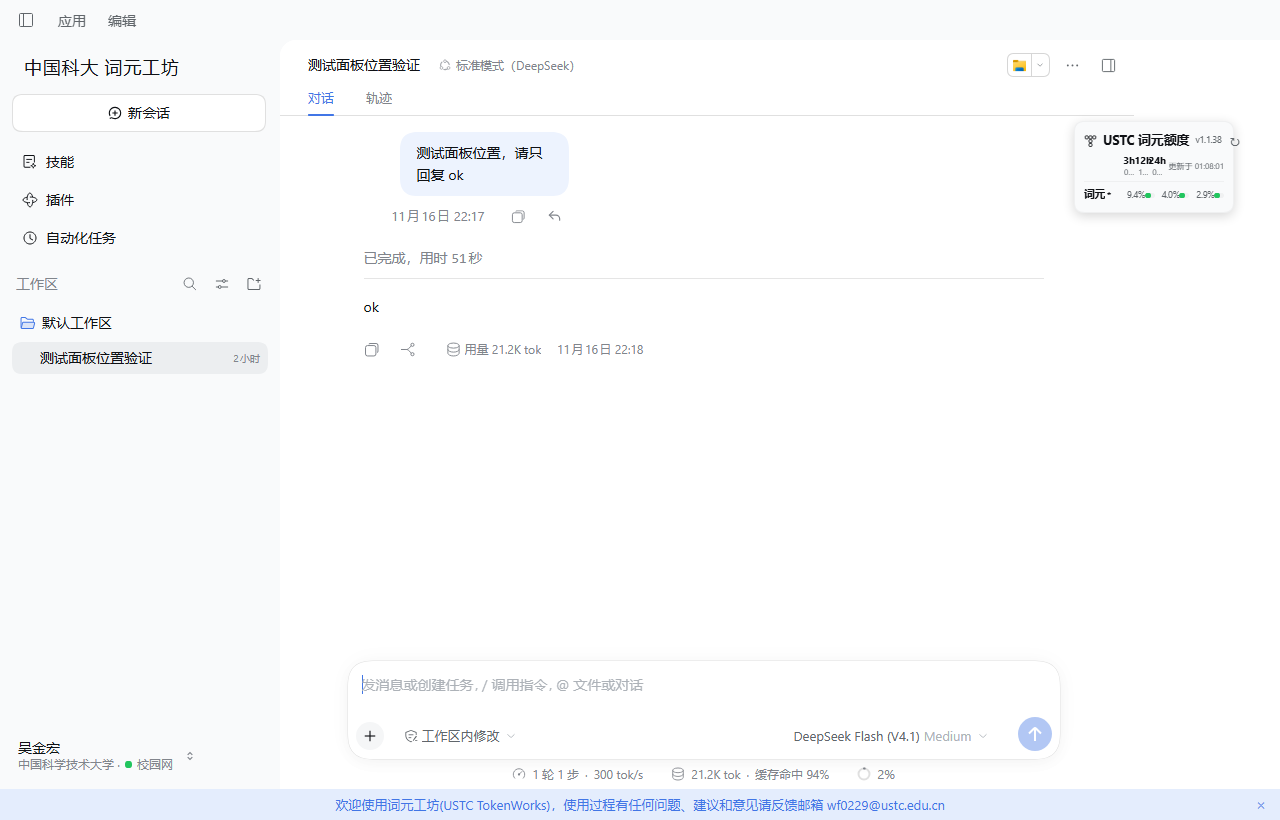 应用 编辑
中国科大 词元工坊
新会话
技能
插件
自动化任务
工作区
默认工作区
测试面板位置验证 2小时
吴金宏
中国科学技术大学 · 校园网
测试面板位置验证 标准模式（DeepSeek）
对话 轨迹
测试面板位置，请只
回复 ok
11月16日 22:17
已完成，用时 51秒
ok
用量 21.2K tok 11月16日 22:18
USTC 词元额度 v1.1.38
3h 12h 24h 更新于 01:08:01
0... 1... 0...
词元 9.4% 4.0% 2.9%
发消息或创建任务, / 调用指令, @ 文件或对话
工作区内修改 DeepSeek Flash (V4.1) Medium
1 轮 1 步 · 300 tok/s 21.2K tok · 缓存命中 94% 2%
欢迎使用词元工坊(USTC TokenWorks)，使用过程有任何问题、建议和意见请反馈邮箱 wf0229@ustc.edu.cn